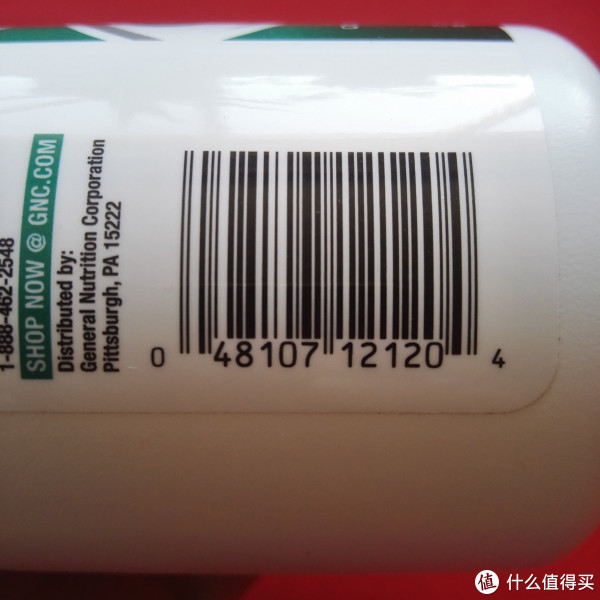 1-888-462-2548
SHOP NOW @ GNC.COM
Distributed by:
General Nutrition Corporation
Pittsburgh, PA 15222
0 48107 12120 4
值 什么值得买